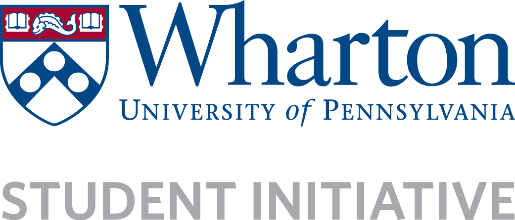 Wharton
UNIVERSITY of PENNSYLVANIA
STUDENT INITIATIVE